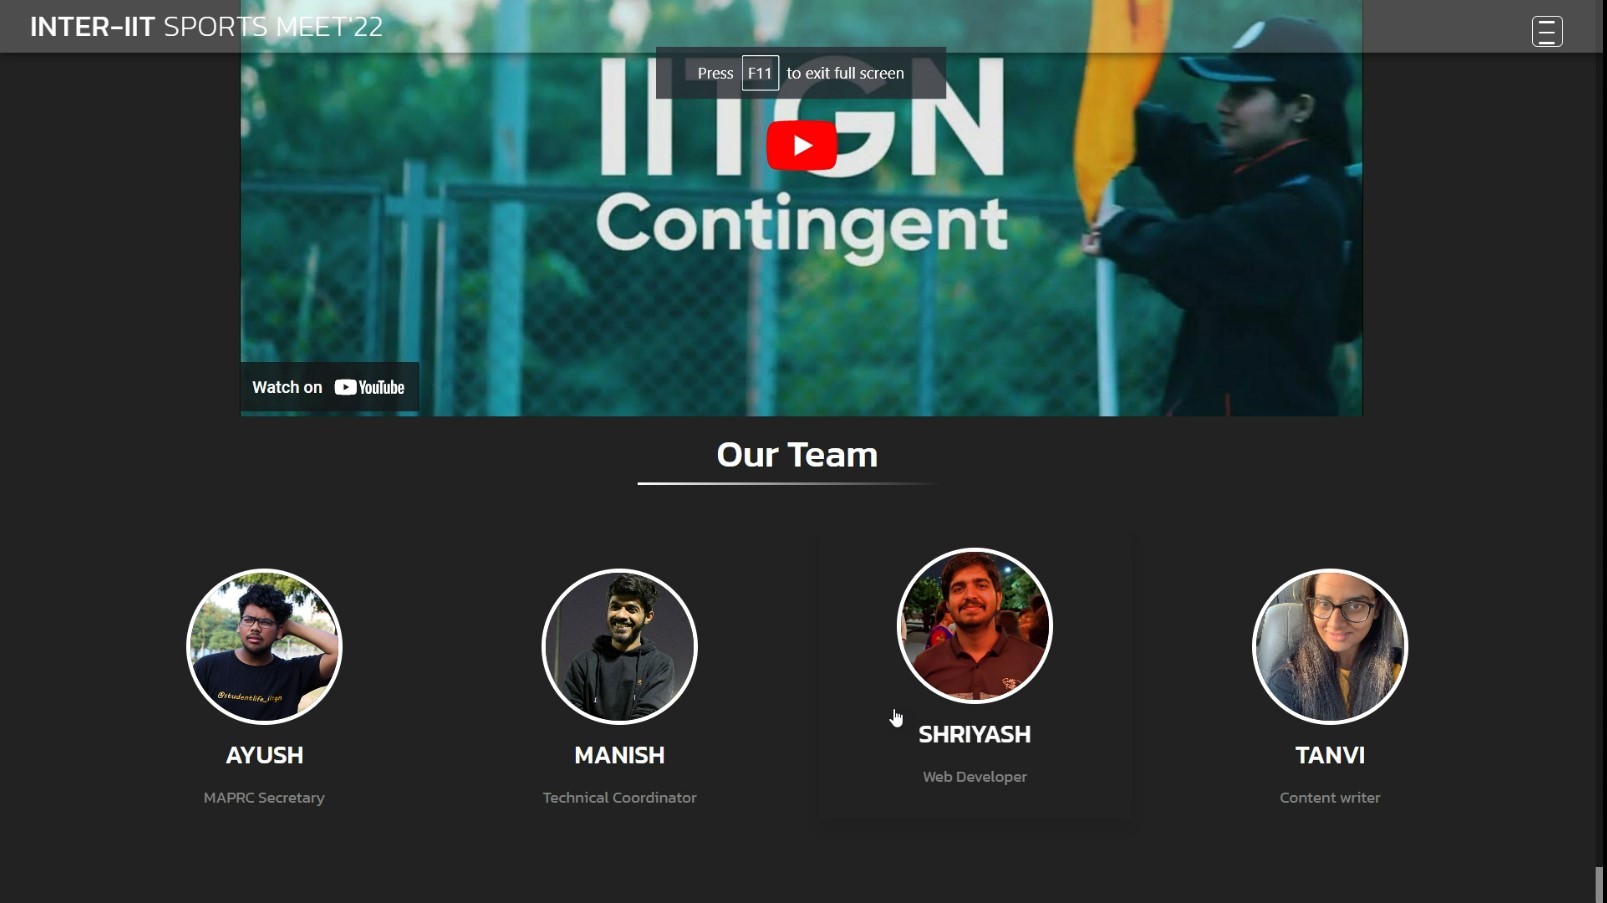 INTER-IIT SPORTS MEET'22
Press F11 to exit full screen
IITGN
Contingent
Watch on YouTube
Our Team
@studentlife_iitgn
AYUSH
MAPRC Secretary
MANISH
Technical Coordinator
SHRIYASH
Web Developer
TANVI
Content writer